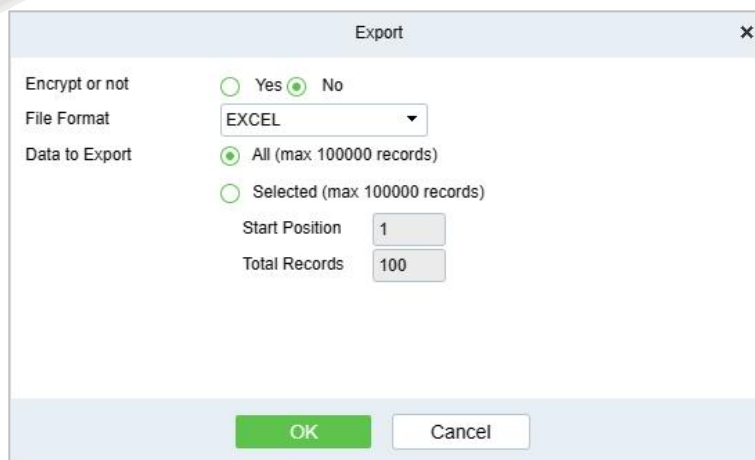 Export
Encrypt or not Yes No
File Format EXCEL
Data to Export All (max 100000 records)
Selected (max 100000 records)
Start Position 1
Total Records 100
OK Cancel